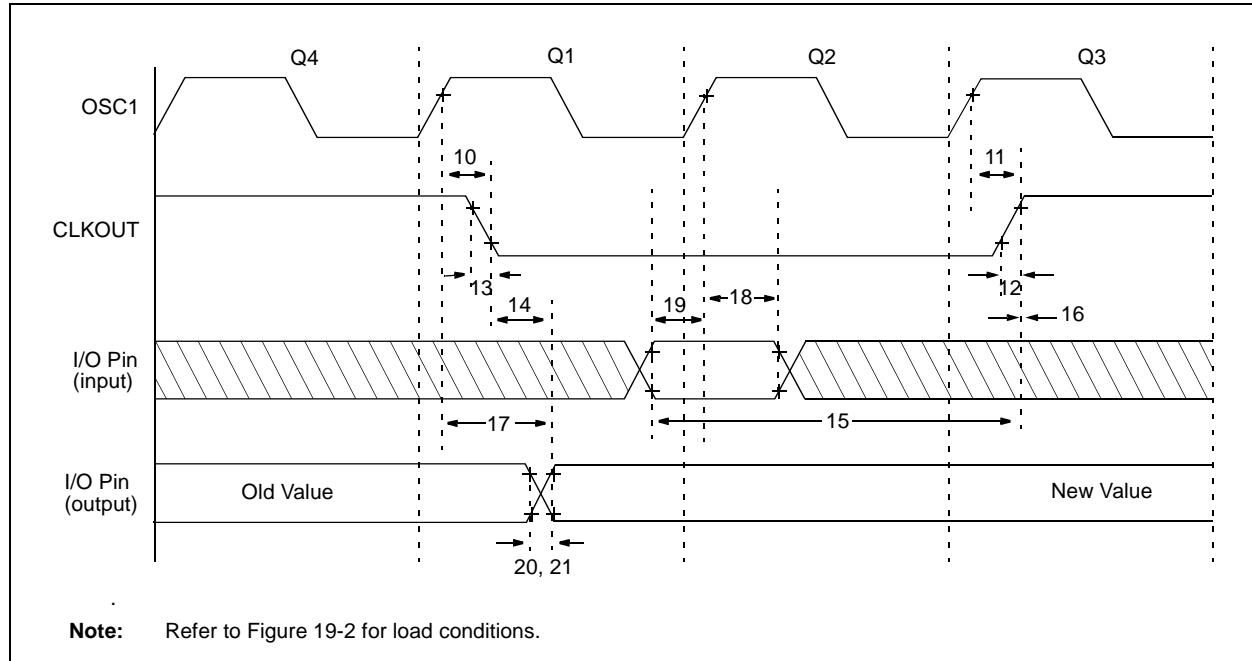 Q4 Q1 Q2 Q3
OSC1
10 11
CLKOUT
13 12
14 19 18 16
I/O Pin
(input)
17 15
I/O Pin
(output)
Old Value New Value
20, 21
.
Note: Refer to Figure 19-2 for load conditions.